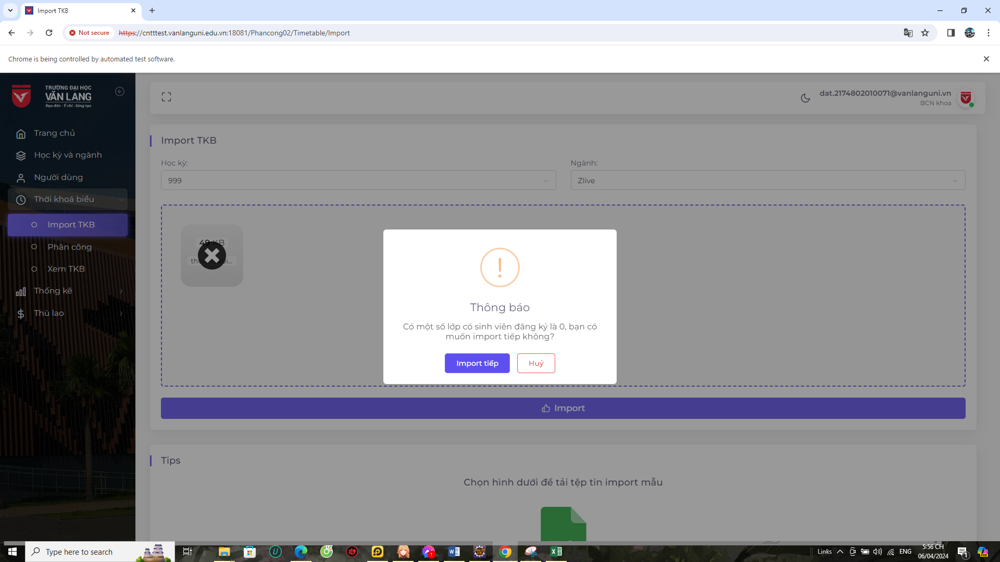 Import TKB
Not secure
https://cntttest.vanlanguni.edu.vn:18081/Phancong02/Timetable/Import
Chrome is being controlled by automated test software.
TRƯỜNG ĐẠI HỌC
VĂN LANG
Đạo đức - Ý chí - Sáng tạo
dat.2174802010071@vanlanguni.vn
BCN khoa
Trang chủ
Học kỳ và ngành
Người dùng
Thời khoá biểu
Import TKB
Phân công
Xem TKB
Thống kê
Thù lao
Import TKB
Học kỳ:
Ngành:
999
Zlive
49 KB
Thông báo
Có một số lớp có sinh viên đăng ký là 0, bạn có
muốn import tiếp không?
Import tiếp
Huỷ
Import
Tips
Chọn hình dưới để tải tệp tin import mẫu
Type here to search
Links
ENG
5:56 CH
06/04/2024
1
1